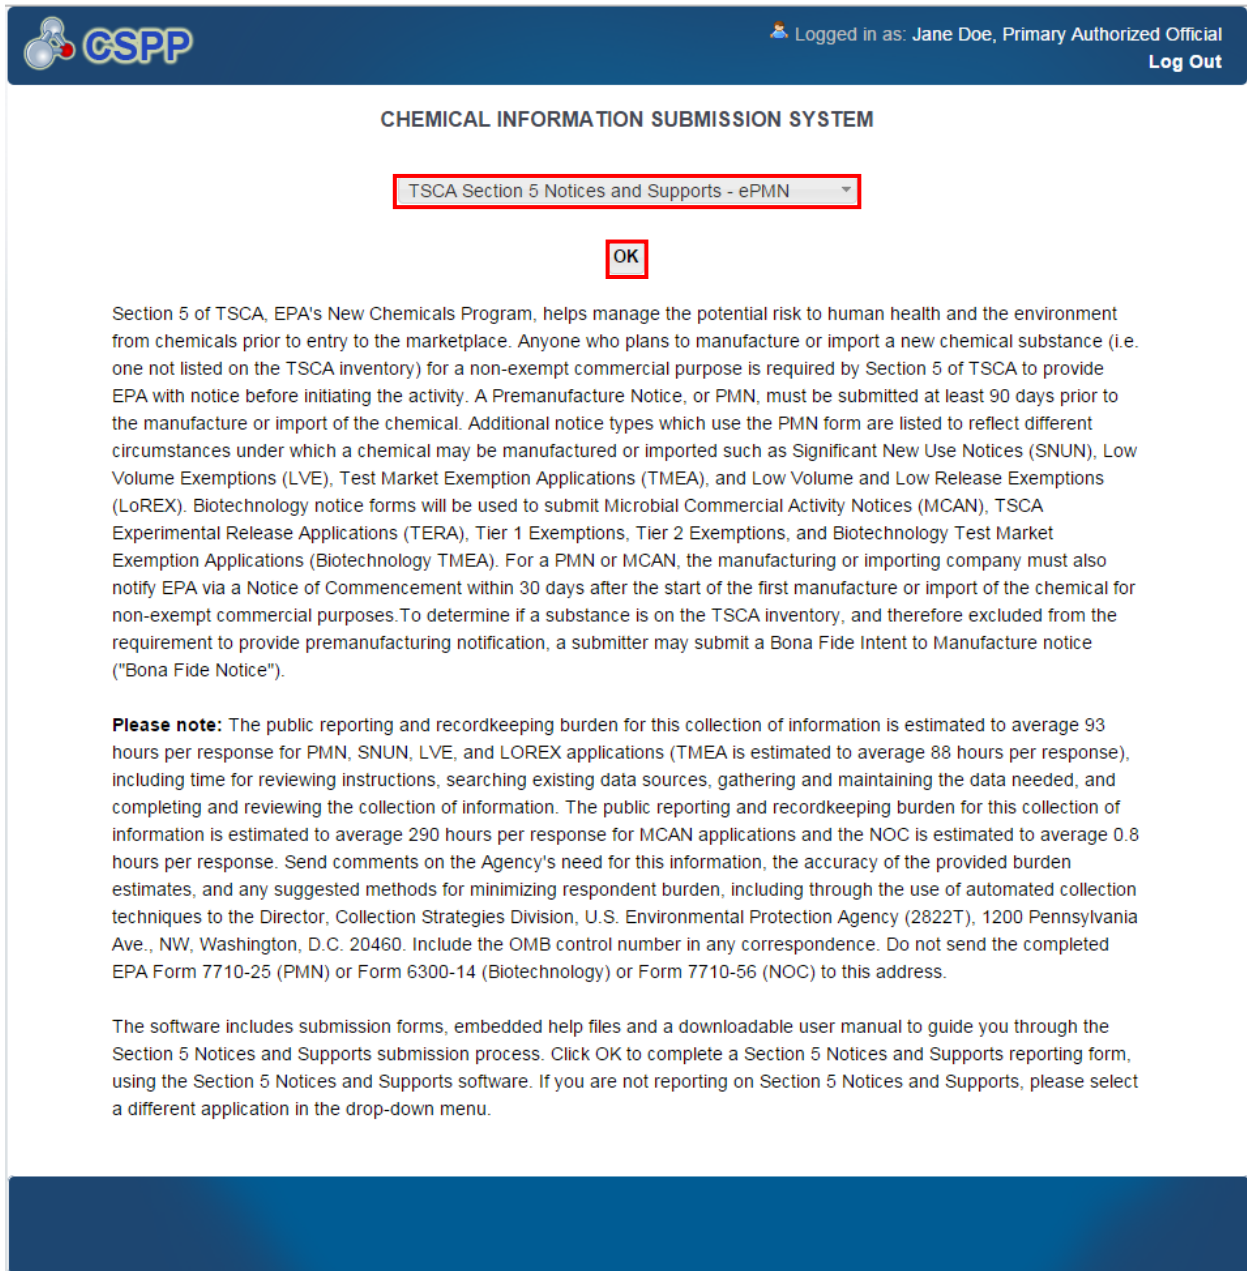 CSPP
Logged in as: Jane Doe, Primary Authorized Official
Log Out
CHEMICAL INFORMATION SUBMISSION SYSTEM
TSCA Section 5 Notices and Supports - ePMN
OK
Section 5 of TSCA, EPA's New Chemicals Program, helps manage the potential risk to human health and the environment
from chemicals prior to entry to the marketplace. Anyone who plans to manufacture or import a new chemical substance (i.e.
one not listed on the TSCA inventory) for a non-exempt commercial purpose is required by Section 5 of TSCA to provide
EPA with notice before initiating the activity. A Premanufacture Notice, or PMN, must be submitted at least 90 days prior to
the manufacture or import of the chemical. Additional notice types which use the PMN form are listed to reflect different
circumstances under which a chemical may be manufactured or imported such as Significant New Use Notices (SNUN), Low
Volume Exemptions (LVE), Test Market Exemption Applications (TMEA), and Low Volume and Low Release Exemptions
(LoREX). Biotechnology notice forms will be used to submit Microbial Commercial Activity Notices (MCAN), TSCA
Experimental Release Applications (TERA), Tier 1 Exemptions, Tier 2 Exemptions, and Biotechnology Test Market
Exemption Applications (Biotechnology TMEA). For a PMN or MCAN, the manufacturing or importing company must also
notify EPA via a Notice of Commencement within 30 days after the start of the first manufacture or import of the chemical for
non-exempt commercial purposes.To determine if a substance is on the TSCA inventory, and therefore excluded from the
requirement to provide premanufacturing notification, a submitter may submit a Bona Fide Intent to Manufacture notice
("Bona Fide Notice").
Please note: The public reporting and recordkeeping burden for this collection of information is estimated to average 93
hours per response for PMN, SNUN, LVE, and LOREX applications (TMEA is estimated to average 88 hours per response),
including time for reviewing instructions, searching existing data sources, gathering and maintaining the data needed, and
completing and reviewing the collection of information. The public reporting and recordkeeping burden for this collection of
information is estimated to average 290 hours per response for MCAN applications and the NOC is estimated to average 0.8
hours per response. Send comments on the Agency's need for this information, the accuracy of the provided burden
estimates, and any suggested methods for minimizing respondent burden, including through the use of automated collection
techniques to the Director, Collection Strategies Division, U.S. Environmental Protection Agency (2822T), 1200 Pennsylvania
Ave., NW, Washington, D.C. 20460. Include the OMB control number in any correspondence. Do not send the completed
EPA Form 7710-25 (PMN) or Form 6300-14 (Biotechnology) or Form 7710-56 (NOC) to this address.
The software includes submission forms, embedded help files and a downloadable user manual to guide you through the
Section 5 Notices and Supports submission process. Click OK to complete a Section 5 Notices and Supports reporting form,
using the Section 5 Notices and Supports software. If you are not reporting on Section 5 Notices and Supports, please select
a different application in the drop-down menu.